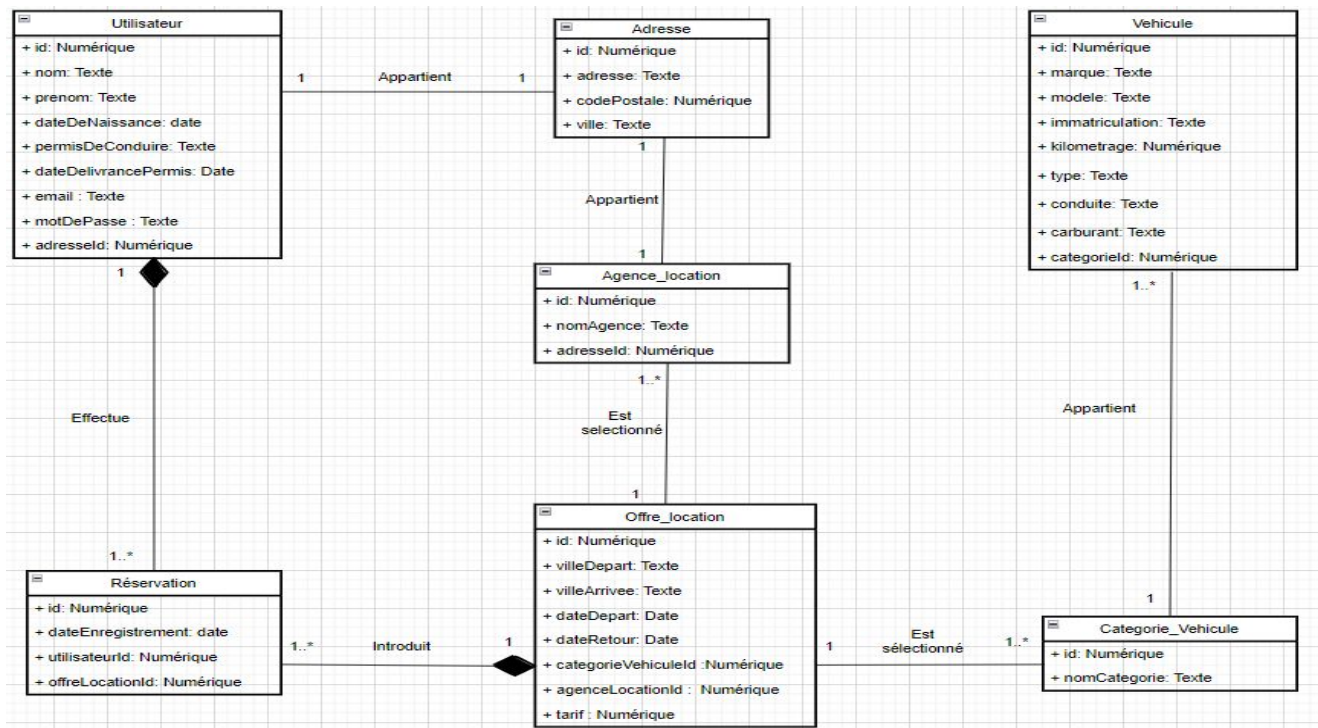 Utilisateur
+ id: Numérique
+ nom: Texte
+ prenom: Texte
+ dateDeNaissance: date
+ permisDeConduire: Texte
+ dateDelivrancePermis: Date
+ email : Texte
+ motDePasse : Texte
+ adresseId: Numérique
1
Appartient
1
Adresse
+ id: Numérique
+ adresse: Texte
+ codePostale: Numérique
+ ville: Texte
1
Appartient
1
Vehicule
+ id: Numérique
+ marque: Texte
+ modele: Texte
+ immatriculation: Texte
+ kilometrage: Numérique
+ type: Texte
+ conduite: Texte
+ carburant: Texte
+ categorieId: Numérique
1..*
Appartient
1
Agence_location
+ id: Numérique
+ nomAgence: Texte
+ adresseId: Numérique
1..*
Est
selectionné
1
1
Effectue
1..*
Réservation
+ id: Numérique
+ dateEnregistrement: date
+ utilisateurId: Numérique
+ offreLocationId: Numérique
1..*
Introduit
1
Offre_location
+ id: Numérique
+ villeDepart: Texte
+ villeArrivee: Texte
+ dateDepart: Date
+ dateRetour: Date
+ categorieVehiculeId :Numérique
+ agenceLocationId : Numérique
+ tarif : Numérique
1
Est
sélectionné
1..*
Categorie_Vehicule
+ id: Numérique
+ nomCategorie: Texte